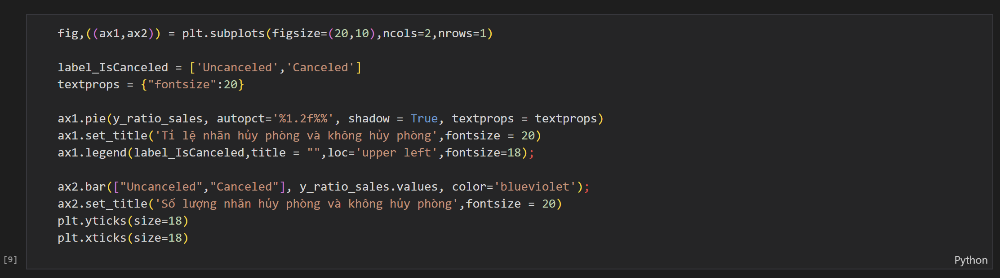 fig,((ax1,ax2)) = plt.subplots(figsize=(20,10),ncols=2,nrows=1)
label_IsCanceled = ['Uncanceled','Canceled']
textprops = {"fontsize":20}
ax1.pie(y_ratio_sales, autopct='%1.2f%%', shadow = True, textprops = textprops)
ax1.set_title('Tỉ lệ nhãn hủy phòng và không hủy phòng',fontsize = 20)
ax1.legend(label_IsCanceled,title = "",loc='upper left',fontsize=18);
ax2.bar(["Uncanceled","Canceled"], y_ratio_sales.values, color='blueviolet');
ax2.set_title('Số lượng nhãn hủy phòng và không hủy phòng',fontsize = 20)
plt.yticks(size=18)
plt.xticks(size=18)
[9]
Python